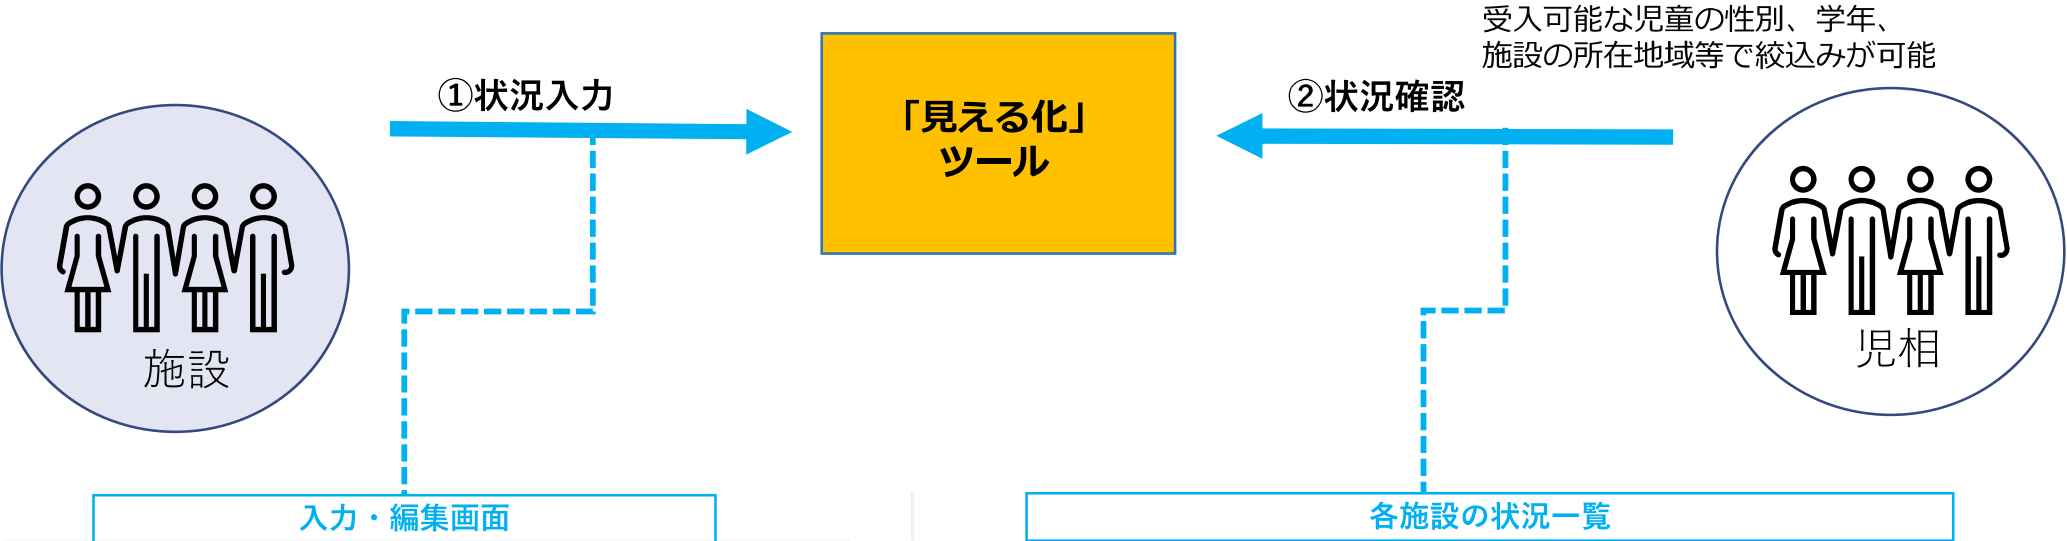 受入可能な児童の性別、学年、
施設の所在地域等で絞込みが可能
①状況入力
「見える化」
ツール
②状況確認
施設
児相
入力・編集画面
各施設の状況一覧